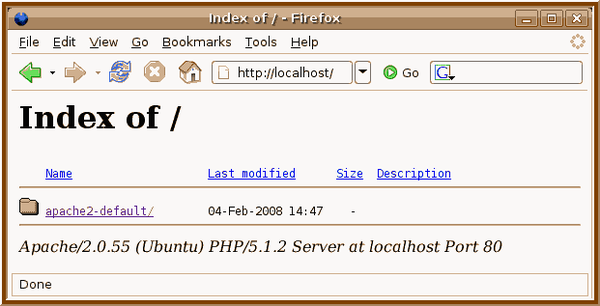 Index of / - Firefox
File Edit View Go Bookmarks Tools Help
http://localhost/ Go G
Index of /
Name Last modified Size Description
apache2-default/ 04-Feb-2008 14:47 -
Apache/2.0.55 (Ubuntu) PHP/5.1.2 Server at localhost Port 80
Done